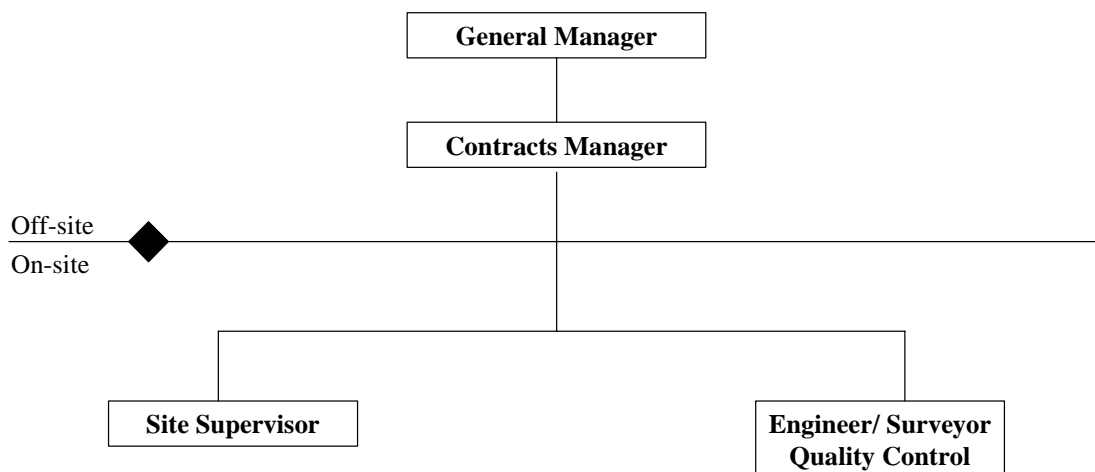 General Manager
Contracts Manager
Off-site
On-site
Site Supervisor
Engineer/ Surveyor
Quality Control